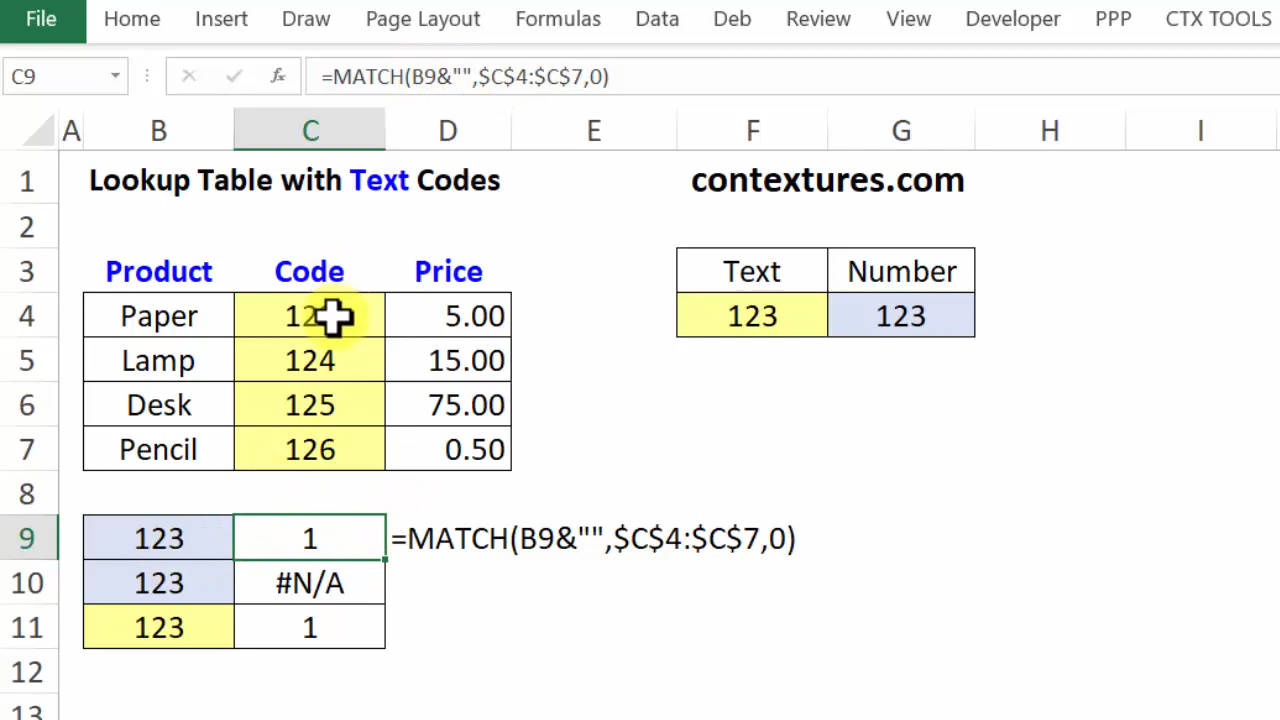 File Home Insert Draw Page Layout Formulas Data Deb Review View Developer PPP CTX TOOLS
C9 fx =MATCH(B9&"",$C$4:$C$7,0)
A B C D E F G H I
1 Lookup Table with Text Codes contextures.com
2
3 Product Code Price Text Number
4 Paper 12 5.00 123 123
5 Lamp 124 15.00
6 Desk 125 75.00
7 Pencil 126 0.50
8
9 123 1 =MATCH(B9&"",$C$4:$C$7,0)
10 123 #N/A
11 123 1
12
13